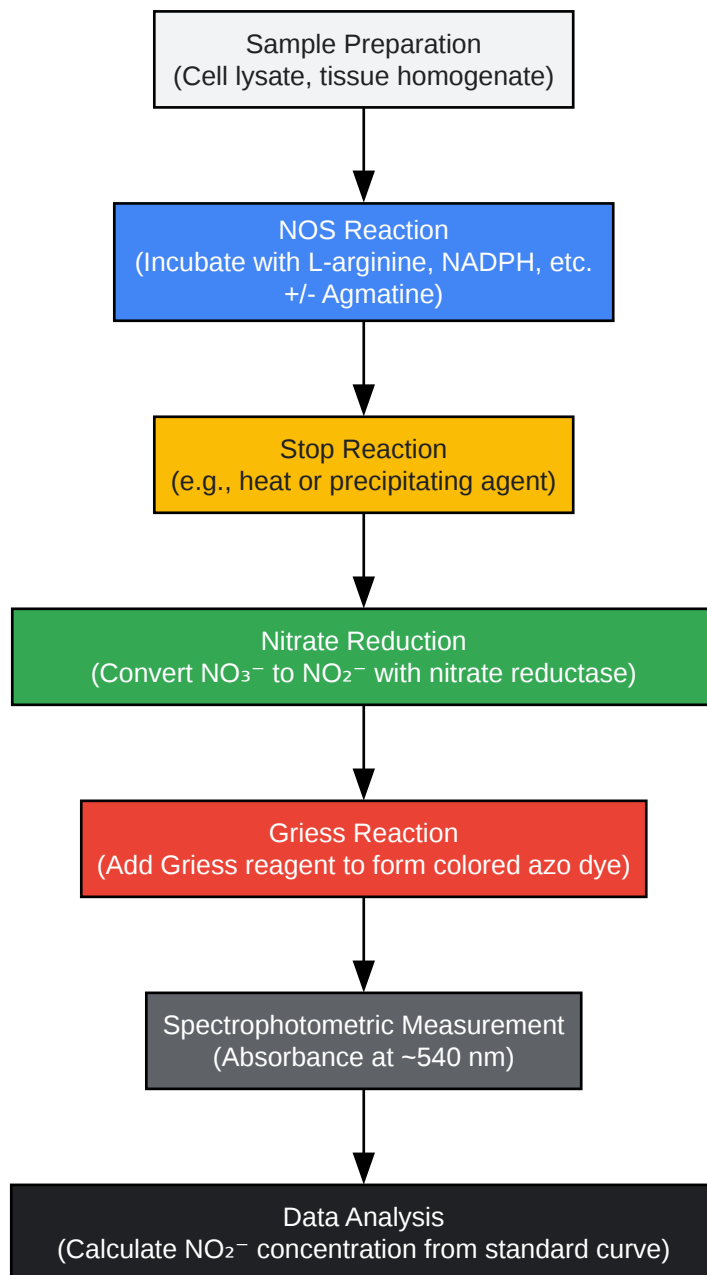 Sample Preparation
(Cell lysate, tissue homogenate)
NOS Reaction
(Incubate with L-arginine, NADPH, etc.
+/- Agmatine)
Stop Reaction
(e.g., heat or precipitating agent)
Nitrate Reduction
(Convert NO₃⁻ to NO₂⁻ with nitrate reductase)
Griess Reaction
(Add Griess reagent to form colored azo dye)
Spectrophotometric Measurement
(Absorbance at ~540 nm)
Data Analysis
(Calculate NO₂⁻ concentration from standard curve)